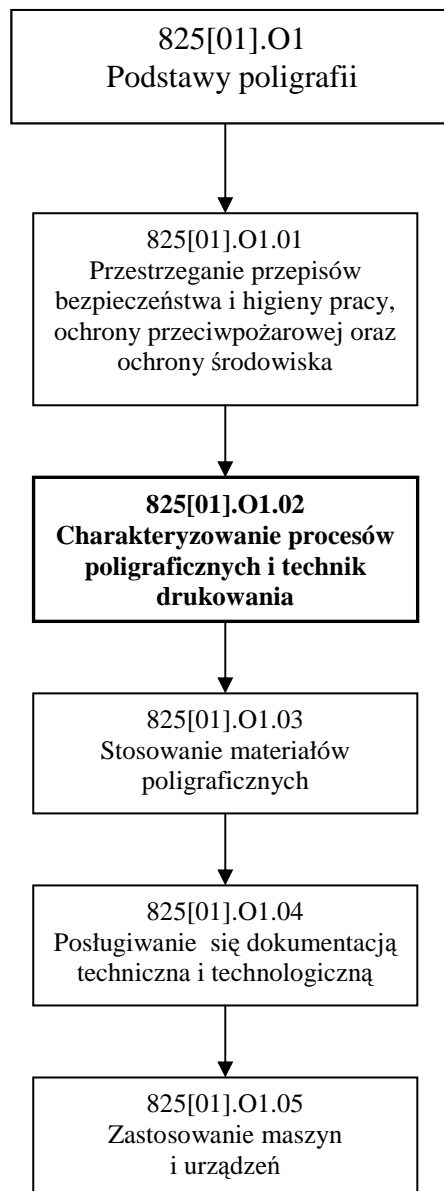 825[01].O1
Podstawy poligrafii
825[01].O1.01
Przestrzeganie przepisów
bezpieczeństwa i higieny pracy,
ochrony przeciwpożarowej oraz
ochrony środowiska
825[01].O1.02
Charakteryzowanie procesów
poligraficznych i technik
drukowania
825[01].O1.03
Stosowanie materiałów
poligraficznych
825[01].O1.04
Posługiwanie się dokumentacją
techniczna i technologiczną
825[01].O1.05
Zastosowanie maszyn
i urządzeń